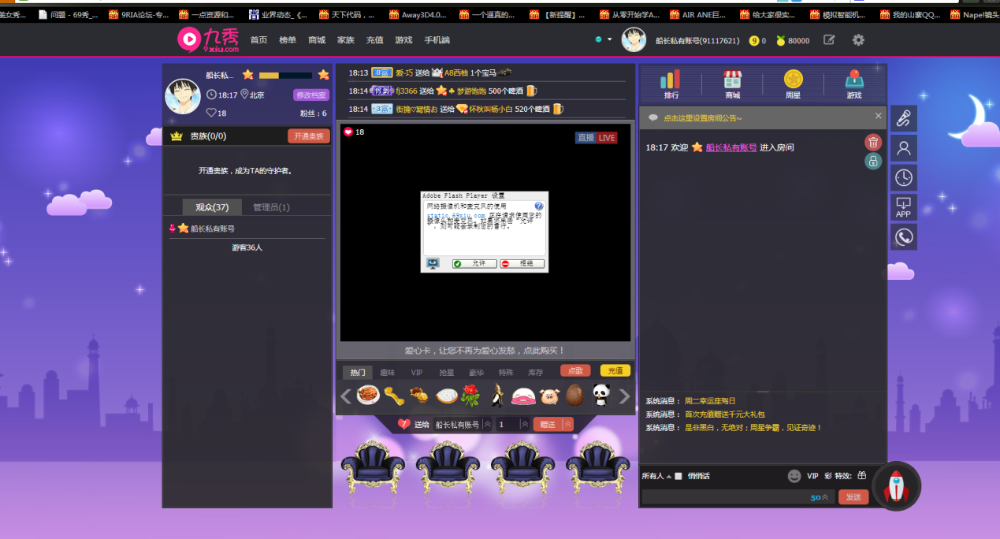 美女秀...
问题 - 69秀_...
9RIA论坛-专...
一点资源和...
业界动态_《...
天下代码，...
Away3D4.0...
一个逼真的...
【新提醒】...
从零开始学A...
AIR ANE巨...
给大家很卖...
模拟智能机...
我的山寨QQ...
Nape!镜头
九秀
9xiu.com
首页 榜单 商城 家族 充值 游戏 手机端
船长私有账号(91117621)
9 0
80000
船长私...
18:17 北京
修改档案
18
粉丝：6
贵族(0/0)
开通贵族
开通贵族，成为TA的守护者。
观众(37)
管理员(1)
船长私有账号
游客36人
18:13 8富 爱·巧 送给 A8西柚 1个宝马
18:14 fj3366 送给 梦游饱饱 500个啤酒
18:14 3富 送给 怀秋叫杨小白 520个啤酒
18
直播 LIVE
Adobe Flash Player 设置
网络摄像机和麦克风的使用
static.69xiu.com 正在请求使用您的
摄像头和麦克风。如果您单击“允许
”，则可能会录制您的音行。
允许
拒绝
爱心卡，让您不再为爱心发愁，点此购买！
热门 趣味 VIP 抢星 豪华 特殊 库存
点歌
充值
7 送给 船长私有账号 1 赠送
排行 商城 周星 游戏
点击这里设置房间公告~
18:17 欢迎 船长私有账号 进入房间
APP
系统消息： 周二幸运座驾日
系统消息： 首次充值赠送千元大礼包
系统消息： 是非黑白，无绝对；周星争霸，见证奇迹！
所有人 悄悄话
VIP 彩 特效:
50
发送